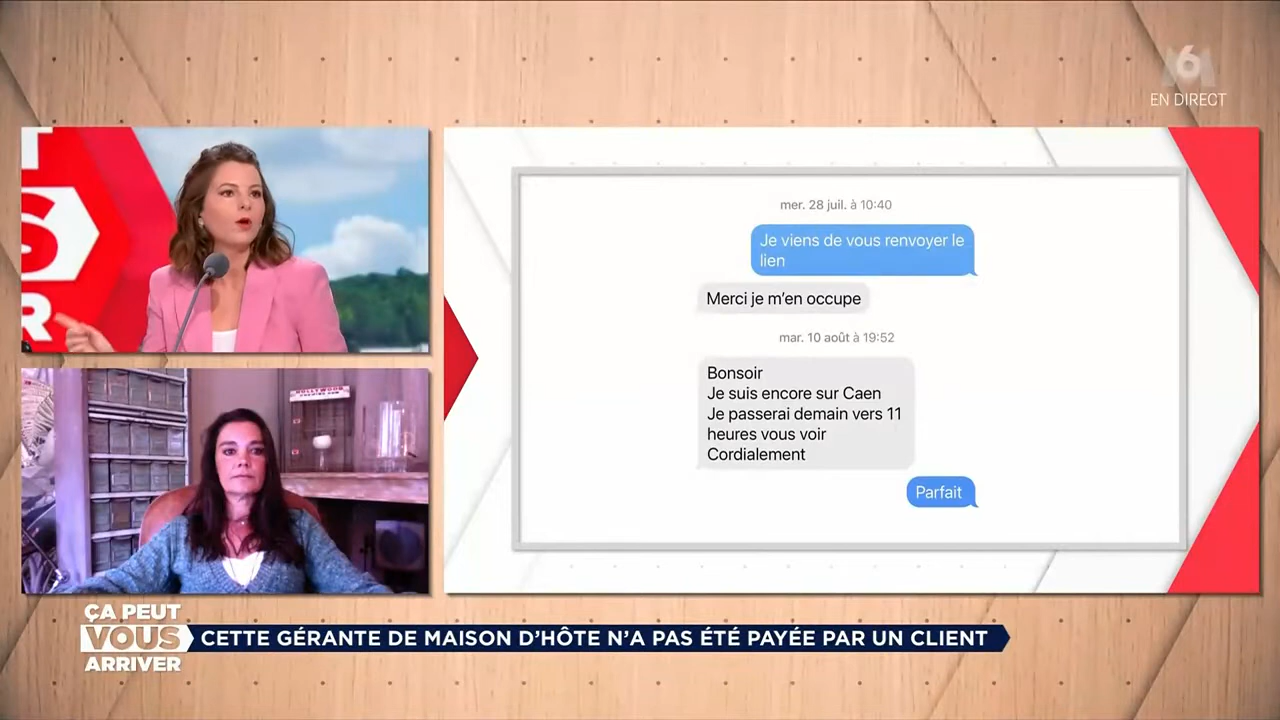 M6
EN DIRECT
T
S
R
HOLLYWOOD
mer. 28 juil. à 10:40
Je viens de vous renvoyer le
lien
Merci je m'en occupe
mar. 10 août à 19:52
Bonsoir
Je suis encore sur Caen
Je passerai demain vers 11
heures vous voir
Cordialement
Parfait
ÇA PEUT
VOUS
ARRIVER
CETTE GÉRANTE DE MAISON D'HÔTE N'A PAS ÉTÉ PAYÉE PAR UN CLIENT